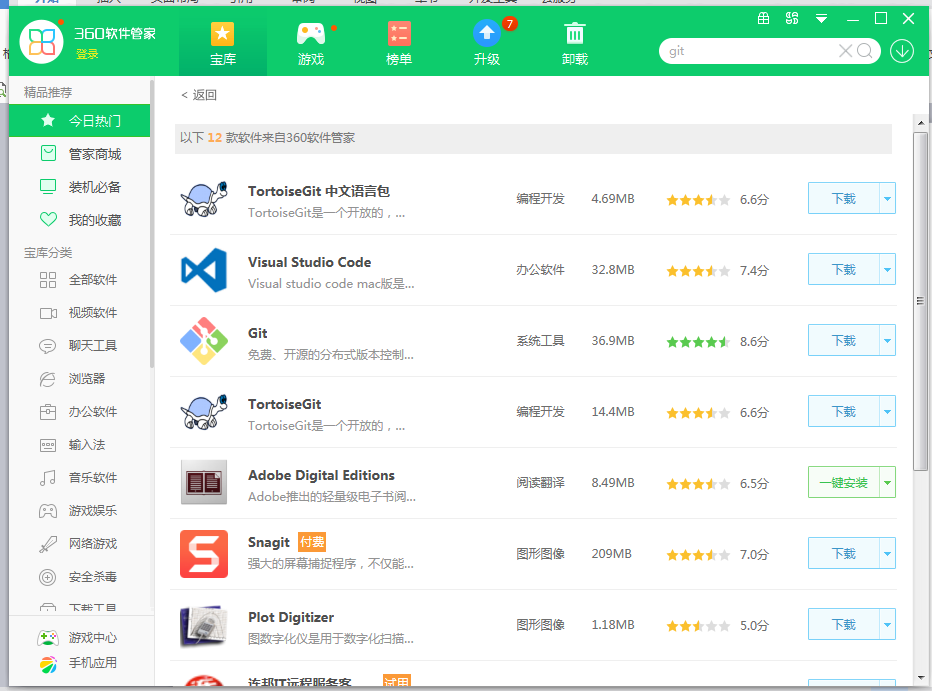 360软件管家
登录
宝库
游戏
榜单
升级
7
卸载
git
精品推荐
今日热门
管家商城
装机必备
我的收藏
宝库分类
全部软件
视频软件
聊天工具
浏览器
办公软件
输入法
音乐软件
游戏娱乐
网络游戏
安全杀毒
下载工具
游戏中心
手机应用
< 返回
以下 12 款软件来自360软件管家
TortoiseGit 中文语言包
TortoiseGit是一个开放的，...
编程开发 4.69MB 6.6分 下载
Visual Studio Code
Visual studio code mac版是...
办公软件 32.8MB 7.4分 下载
Git
免费、开源的分布式版本控制...
系统工具 36.9MB 8.6分 下载
TortoiseGit
TortoiseGit是一个开放的，...
编程开发 14.4MB 6.6分 下载
Adobe Digital Editions
Adobe推出的轻量级电子书阅...
阅读翻译 8.49MB 6.5分 一键安装
Snagit 付费
强大的屏幕捕捉程序，不仅能...
图形图像 209MB 7.0分 下载
Plot Digitizer
图数字化仪是用于数字化扫描...
图形图像 1.18MB 5.0分 下载
连邦IT远程服务客... 试用